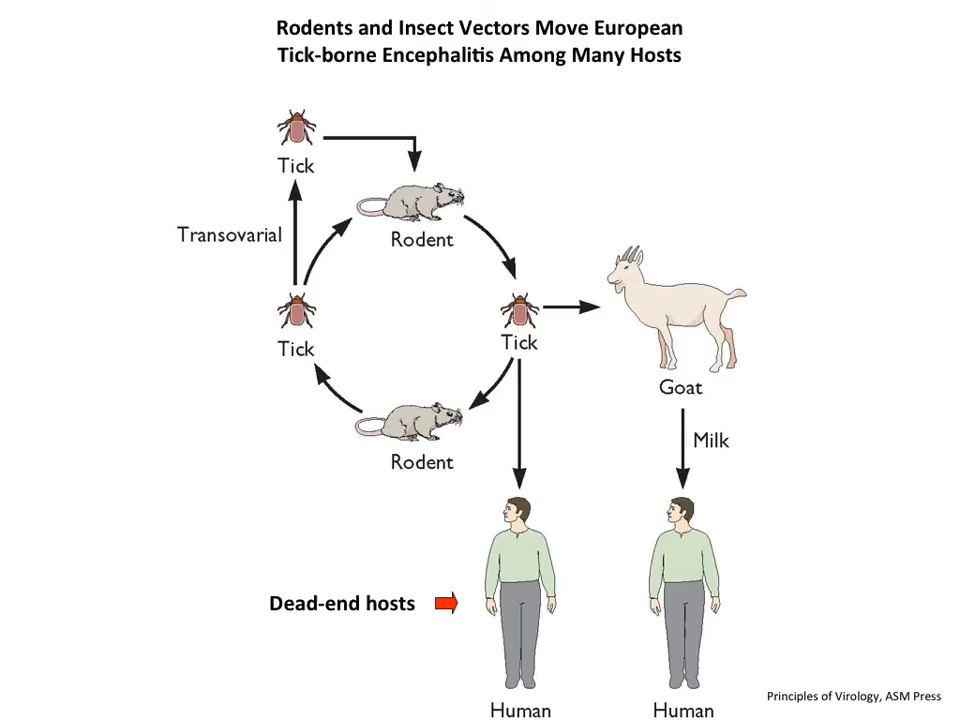 Rodents and Insect Vectors Move European
Tick-borne Encephalitis Among Many Hosts
Tick
Transovarial
Rodent
Tick
Tick
Goat
Milk
Rodent
Dead-end hosts
Human
Human
Principles of Virology, ASM Press